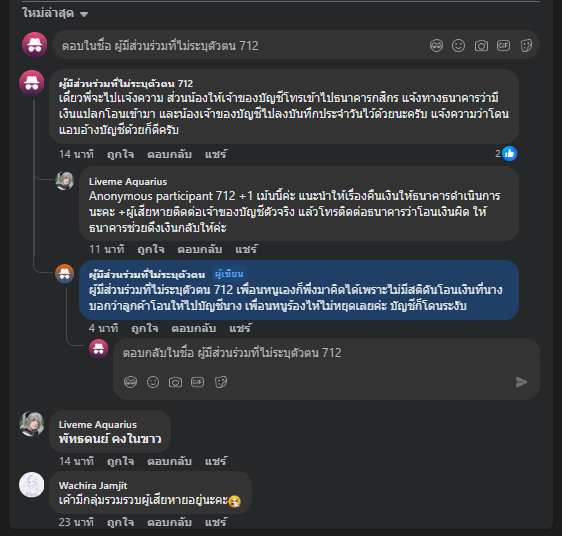 ใหม่ล่าสุด
ตอบในชื่อ ผู้มีส่วนร่วมที่ไม่ระบุตัวตน 712
ผู้มีส่วนร่วมที่ไม่ระบุตัวตน 712
เดี๋ยวพี่จะไปแจ้งความ ส่วนน้องให้เจ้าของบัญชีโทรเข้าไปธนาคารกสิกร แจ้งทางธนาคารว่ามี
เงินแปลกโอนเข้ามา และน้องเจ้าของบัญชีไปลงบันทึกประจำวันไว้ด้วยนะครับ แจ้งความว่าโดน
แอบอ้างบัญชีด้วยก็ดีครับ
14 นาที ถูกใจ ตอบกลับ แชร์ 2
Liveme Aquarius
Anonymous participant 712 +1 เม้นนี้ค่ะ แนะนำให้เรื่องคืนเงินให้ธนาคารดำเนินการ
นะคะ +ผู้เสียหายติดต่อเจ้าของบัญชีตัวจริง แล้วโทรติดต่อธนาคารว่าโอนเงินผิด ให้
ธนาคารช่วยดึงเงินกลับให้ค่ะ
11 นาที ถูกใจ ตอบกลับ แชร์
ผู้มีส่วนร่วมที่ไม่ระบุตัวตน ผู้เขียน
ผู้มีส่วนร่วมที่ไม่ระบุตัวตน 712 เพื่อนหนูเองก็พึ่งมาคิดได้เพราะไม่มีสติดันโอนเงินที่นาง
บอกว่าลูกค้าโอนให้ไปบัญชีนาง เพื่อนหนูร้องไห้ไม่หยุดเลยค่ะ บัญชีก็โดนระงับ
4 นาที ถูกใจ ตอบกลับ แชร์
ตอบกลับในชื่อ ผู้มีส่วนร่วมที่ไม่ระบุตัวตน 712
Liveme Aquarius
พัทธดนย์ คงในขาว
14 นาที ถูกใจ ตอบกลับ แชร์
Wachira Jamjit
เค้ามีกลุ่มรวมรวบผู้เสียหายอยู่นะคะ
23 นาที ถูกใจ ตอบกลับ แชร์